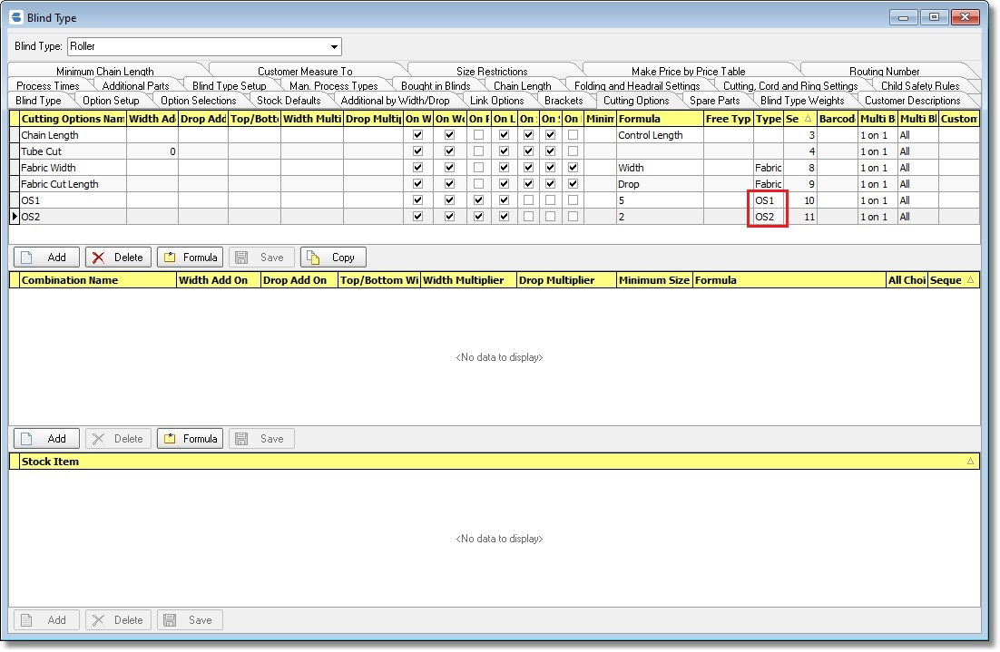 Blind Type
Blind Type: Roller
Minimum Chain Length Customer Measure To Size Restrictions Make Price by Price Table Routing Number
Process Times Additional Parts Blind Type Setup Man. Process Types Bought in Blinds Chain Length Folding and Headrail Settings Cutting, Cord and Ring Settings Child Safety Rules
Blind Type Option Setup Option Selections Stock Defaults Additional by Width/Drop Link Options Brackets Cutting Options Spare Parts Blind Type Weights Customer Descriptions
Cutting Options Nam Width Ad Drop Add Top/Bott Width Multi Drop Multip On W On Wo On F On L On On On Minim Formula Free Typ Type Se Barcod Multi B Multi Bl Custom
Chain Length Control Length 3 1 on 1 All
Tube Cut 0 4 1 on 1 All
Fabric Width Width Fabric 8 1 on 1 All
Fabric Cut Length Drop Fabric 9 1 on 1 All
OS1 5 OS1 10 1 on 1 All
OS2 2 OS2 11 1 on 1 All
Add Delete Formula Save Copy
Combination Name Width Add On Drop Add On Top/Bottom Wi Width Multiplier Drop Multiplier Minimum Size Formula All Choi Seque
<No data to display>
Add Delete Formula Save
Stock Item
<No data to display>
Add Delete Save